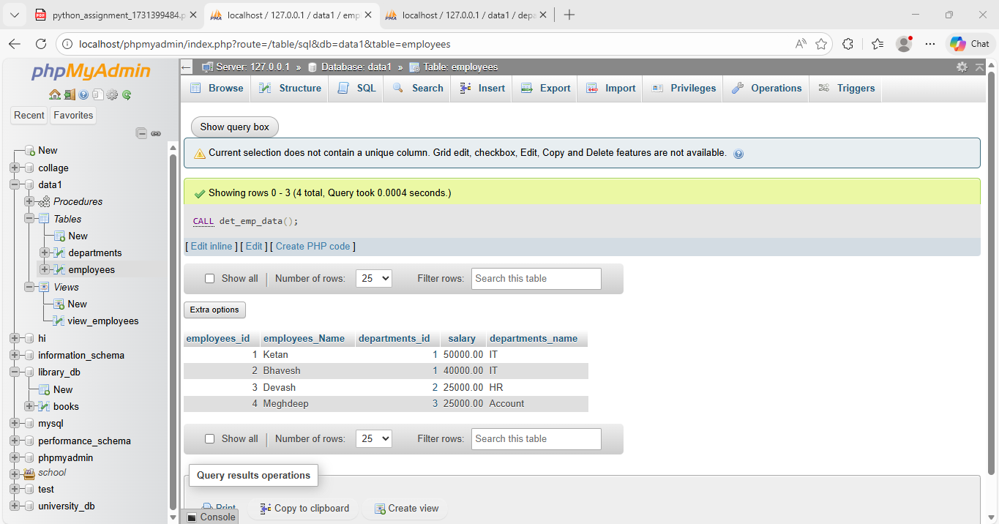 python_assignment_1731399484.p
localhost / 127.0.0.1 / data1 / emp
localhost / 127.0.0.1 / data1 / depa
localhost/phpmyadmin/index.php?route=/table/sql&db=data1&table=employees
Chat
phpMyAdmin
Recent
Favorites
New
collage
data1
Procedures
Tables
New
departments
employees
Views
New
view_employees
hi
information_schema
library_db
New
books
mysql
performance_schema
phpmyadmin
school
test
university_db
Server: 127.0.0.1 » Database: data1 » Table: employees
Browse Structure SQL Search Insert Export Import Privileges Operations Triggers
Show query box
Current selection does not contain a unique column. Grid edit, checkbox, Edit, Copy and Delete features are not available.
Showing rows 0 - 3 (4 total, Query took 0.0004 seconds.)
CALL det_emp_data();
[ Edit inline ] [ Edit ] [ Create PHP code ]
Show all | Number of rows: 25 Filter rows: Search this table
Extra options
employees_id employees_Name departments_id salary departments_name
1 Ketan 1 50000.00 IT
2 Bhavesh 1 40000.00 IT
3 Devash 2 25000.00 HR
4 Meghdeep 3 25000.00 Account
Show all | Number of rows: 25 Filter rows: Search this table
Query results operations
Print Copy to clipboard Create view
Console